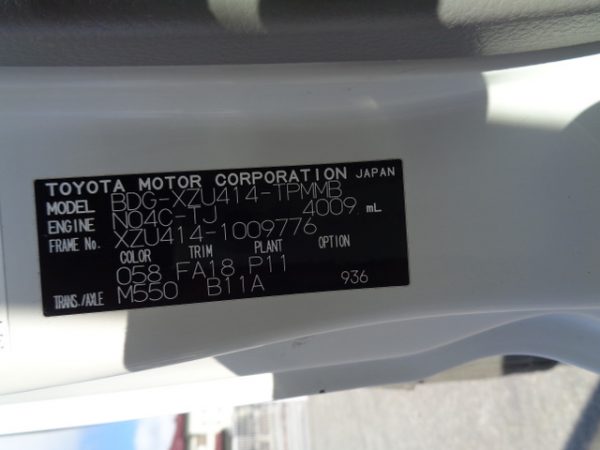 TOYOTA MOTOR CORPORATION JAPAN
MODEL BDG-XZU414-TPMMB
ENGINE N04C-TJ 4009 mL
FRAME No. XZU414-1009776
COLOR TRIM PLANT OPTION
058 FA18 P11
TRANS./AXLE M550 B11A 936